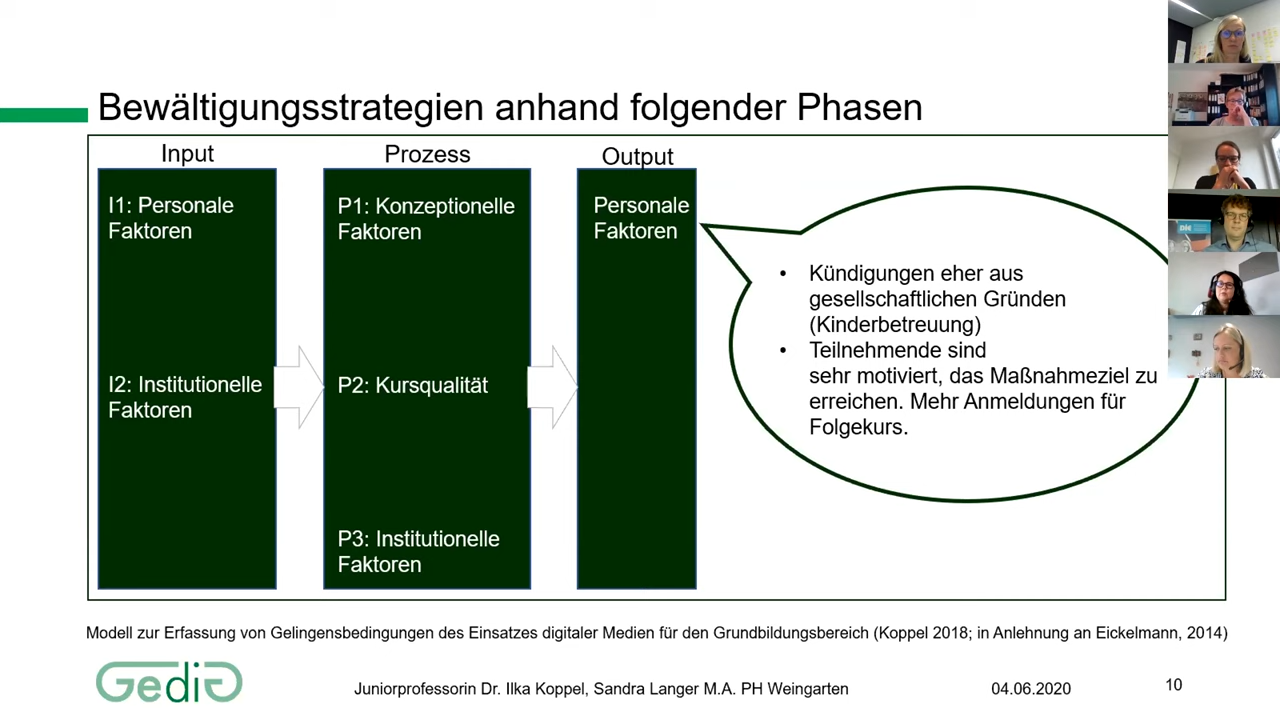 Bewältigungsstrategien anhand folgender Phasen
Input
Prozess
Output
I1: Personale
Faktoren
I2: Institutionelle
Faktoren
P1: Konzeptionelle
Faktoren
P2: Kursqualität
P3: Institutionelle
Faktoren
Personale
Faktoren
• Kündigungen eher aus
gesellschaftlichen Gründen
(Kinderbetreuung)
• Teilnehmende sind
sehr motiviert, das Maßnahmeziel zu
erreichen. Mehr Anmeldungen für
Folgekurs.
DIE
Modell zur Erfassung von Gelingensbedingungen des Einsatzes digitaler Medien für den Grundbildungsbereich (Koppel 2018; in Anlehnung an Eickelmann, 2014)
GediG
Juniorprofessorin Dr. Ilka Koppel, Sandra Langer M.A. PH Weingarten
04.06.2020
10